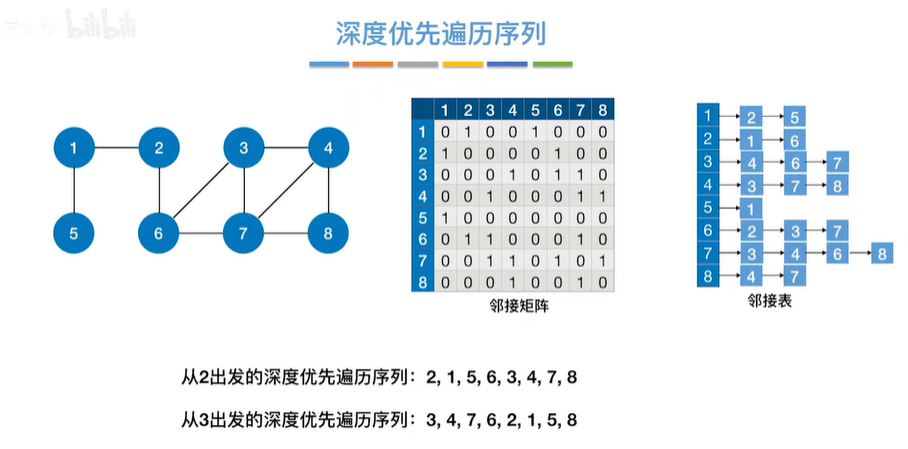 bilibili
深度优先遍历序列
1 2 3 4
5 6 7 8
1 2 3 4 5 6 7 8
1 0 1 0 0 1 0 0 0
2 1 0 0 0 0 1 0 0
3 0 0 0 1 0 1 1 0
4 0 0 1 0 0 0 1 1
5 1 0 0 0 0 0 0 0
6 0 1 1 0 0 0 1 0
7 0 0 1 1 0 1 0 1
8 0 0 0 1 0 0 1 0
邻接矩阵
1 2 5
2 1 6
3 4 6 7
4 3 7 8
5 1
6 2 3 7
7 3 4 6 8
8 4 7
邻接表
从2出发的深度优先遍历序列：2, 1, 5, 6, 3, 4, 7, 8
从3出发的深度优先遍历序列：3, 4, 7, 6, 2, 1, 5, 8